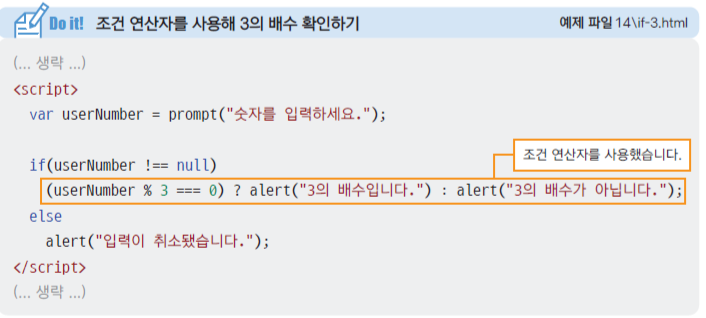 Do it! 조건 연산자를 사용해 3의 배수 확인하기 예제 파일 14\if-3.html
(... 생략 ...)
<script>
var userNumber = prompt("숫자를 입력하세요.");
조건 연산자를 사용했습니다.
if(userNumber !== null)
(userNumber % 3 === 0) ? alert("3의 배수입니다.") : alert("3의 배수가 아닙니다.");
else
alert("입력이 취소됐습니다.");
</script>
(... 생략 ...)